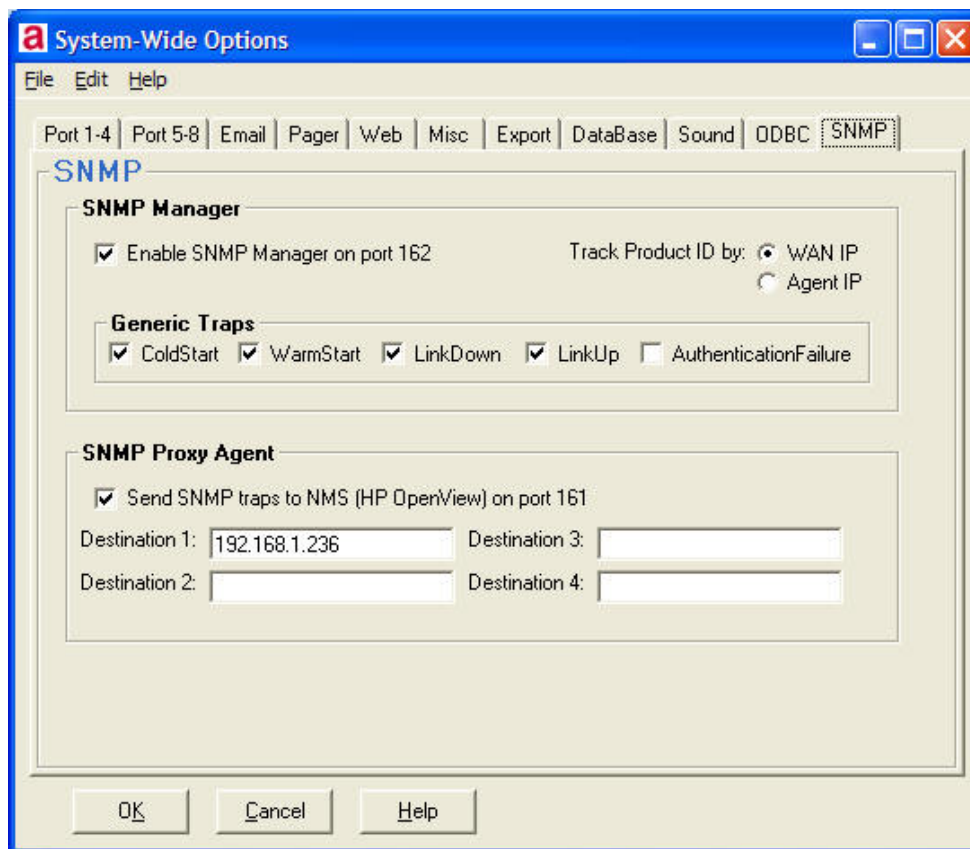 a System-Wide Options
File Edit Help
Port 1-4 Port 5-8 Email Pager Web Misc Export DataBase Sound ODBC SNMP
SNMP
SNMP Manager
Enable SNMP Manager on port 162 Track Product ID by: WAN IP
Agent IP
Generic Traps
ColdStart WarmStart LinkDown LinkUp AuthenticationFailure
SNMP Proxy Agent
Send SNMP traps to NMS (HP OpenView) on port 161
Destination 1: 192.168.1.236 Destination 3:
Destination 2: Destination 4:
OK Cancel Help